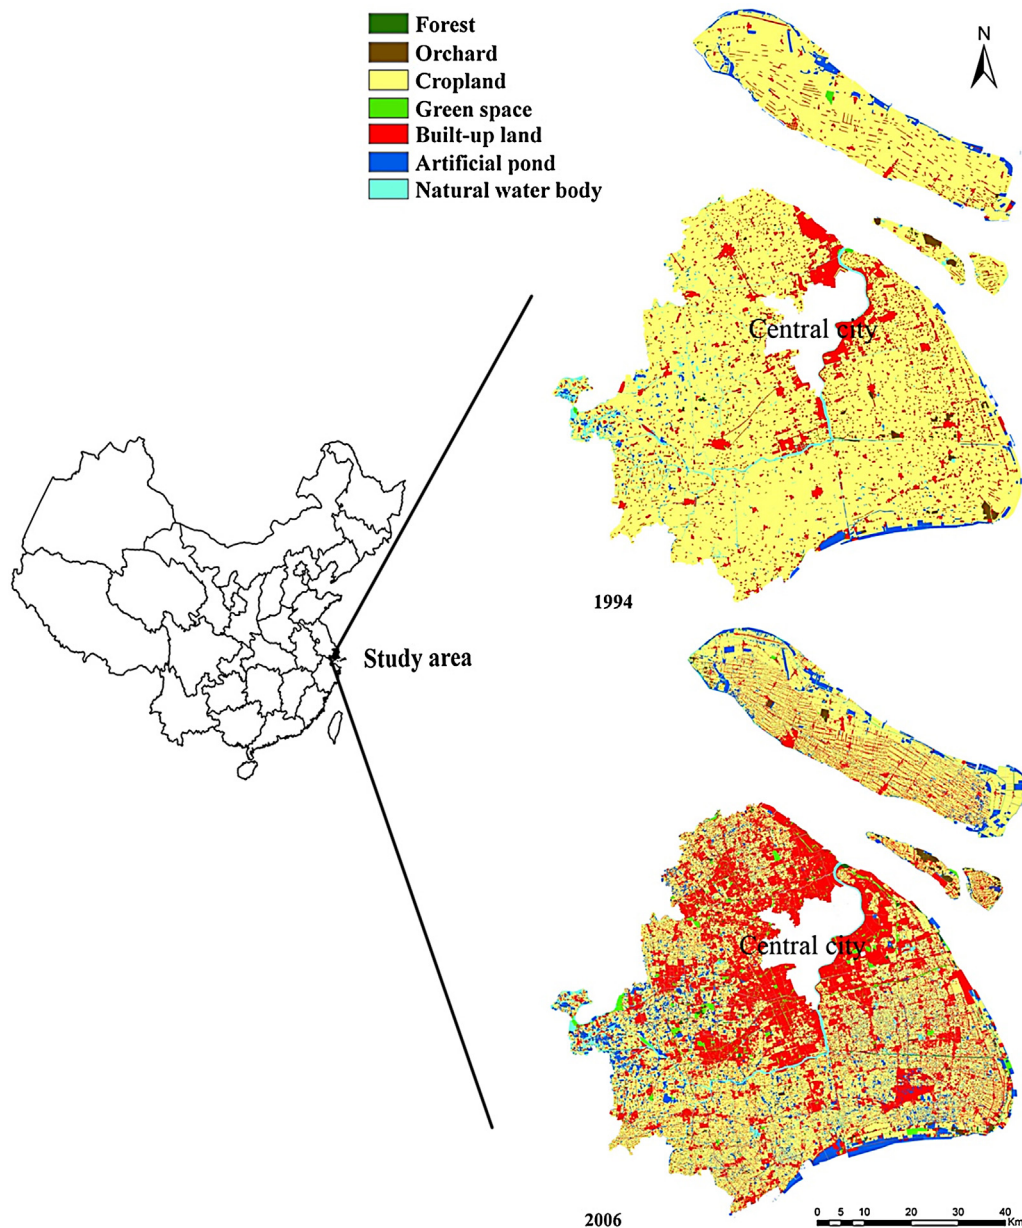 Forest
Orchard
Cropland
Green space
Built-up land
Artificial pond
Natural water body
N
Central city
1994
Study area
Central city
2006
0 5 10 20 30 40
Km